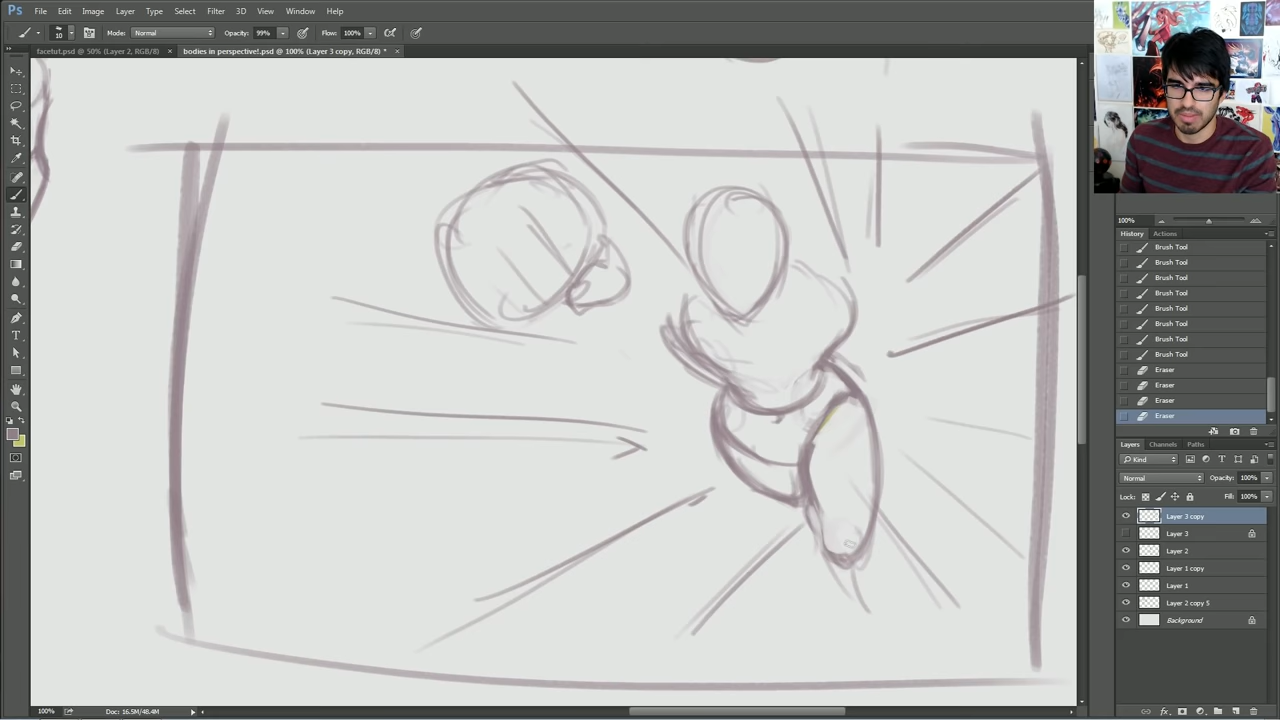 Ps File Edit Image Layer Type Select Filter 3D View Window Help
10 Mode: Normal Opacity: 99% Flow: 100%
facetut.psd @ 50% (Layer 2, RGB/8) × bodies in perspective!.psd @ 100% (Layer 3 copy, RGB/8) * ×
100%
History Actions
Brush Tool
Brush Tool
Brush Tool
Brush Tool
Brush Tool
Brush Tool
Brush Tool
Brush Tool
Eraser
Eraser
Eraser
Eraser
Layers Channels Paths
Kind
Normal Opacity: 100%
Lock: Fill: 100%
Layer 3 copy
Layer 3
Layer 2
Layer 1 copy
Layer 1
Layer 2 copy 5
Background
100% Doc: 16.5M/48.4M